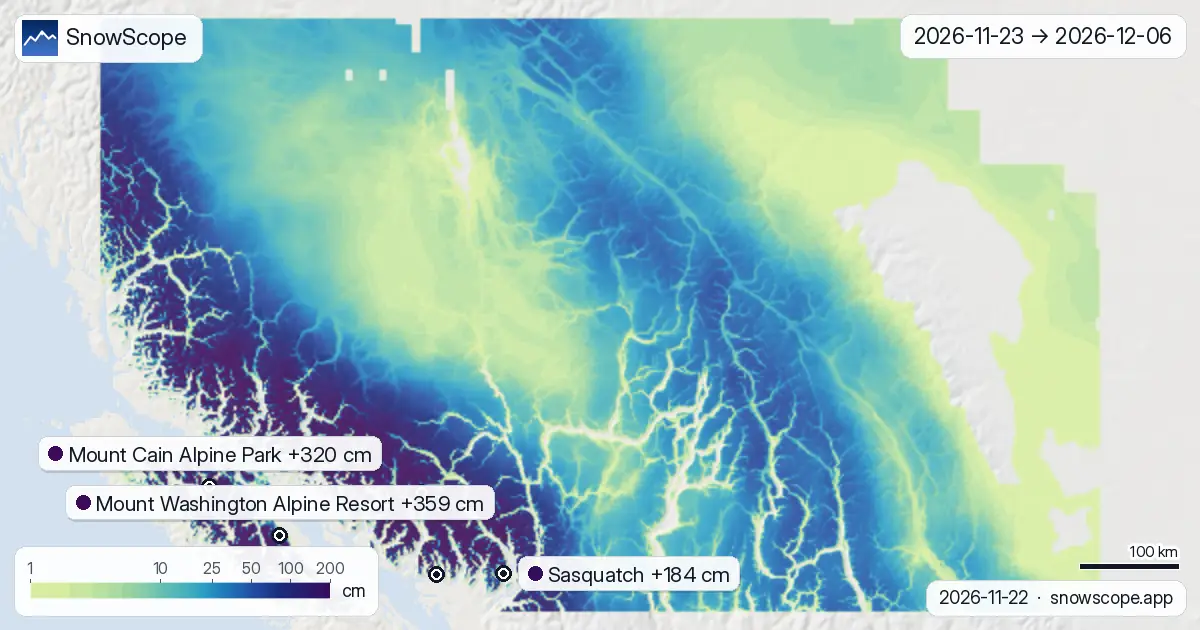 SnowScope
2026-11-23 → 2026-12-06
Mount Cain Alpine Park +320 cm
Mount Washington Alpine Resort +359 cm
Sasquatch +184 cm
1 10 25 50 100 200
cm
100 km
2026-11-22 · snowscope.app